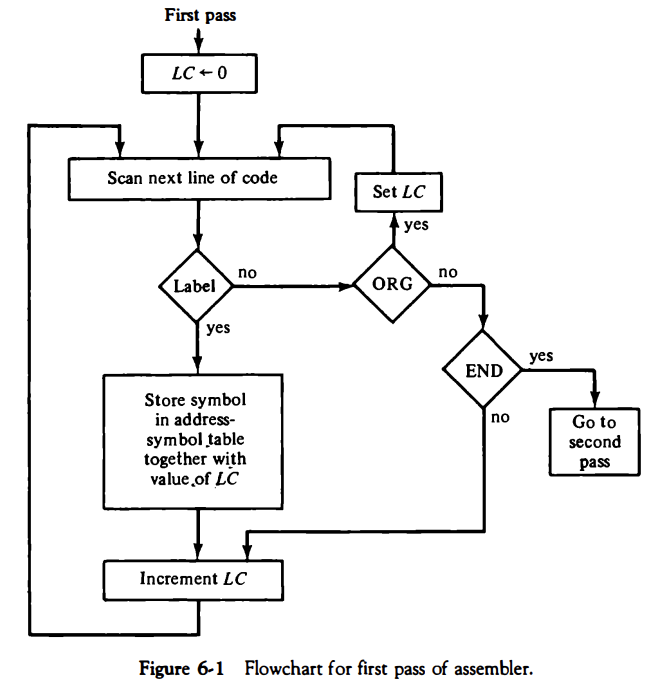 First pass
LC ← 0
Scan next line of code
Set LC
yes
Label
no
ORG
no
yes
END
yes
no
Store symbol
in address-
symbol table
together with
value of LC
Go to
second
pass
Increment LC
Figure 6-1 Flowchart for first pass of assembler.